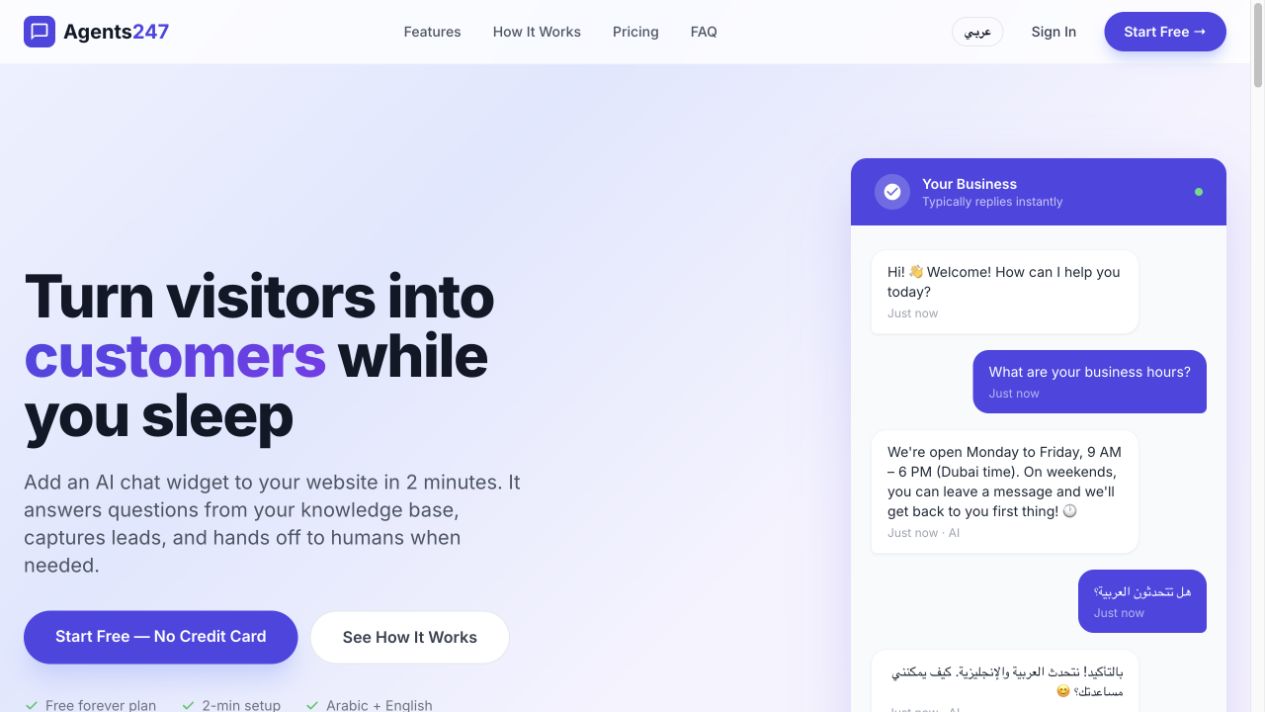 Agents247
Features
How It Works
Pricing
FAQ
عربي
Sign In
Start Free →
Turn visitors into
customers while
you sleep
Add an AI chat widget to your website in 2 minutes. It
answers questions from your knowledge base,
captures leads, and hands off to humans when
needed.
Start Free — No Credit Card
See How It Works
✓ Free forever plan
✓ 2-min setup
✓ Arabic + English
Your Business
Typically replies instantly
Hi! 👋 Welcome! How can I help you
today?
Just now
What are your business hours?
Just now
We're open Monday to Friday, 9 AM
– 6 PM (Dubai time). On weekends,
you can leave a message and we'll
get back to you first thing! 🕐
Just now · AI
هل تتحدثون العربية؟
Just now
بالتأكيد! نتحدث العربية والإنجليزية. كيف يمكنني
مساعدتك؟ 😊
Just now · AI